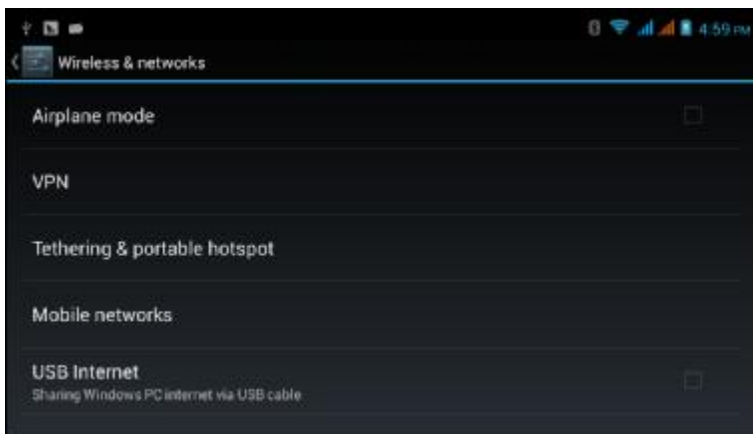 4:59 PM
Wireless & networks
Airplane mode
VPN
Tethering & portable hotspot
Mobile networks
USB Internet
Sharing Windows PC internet via USB cable